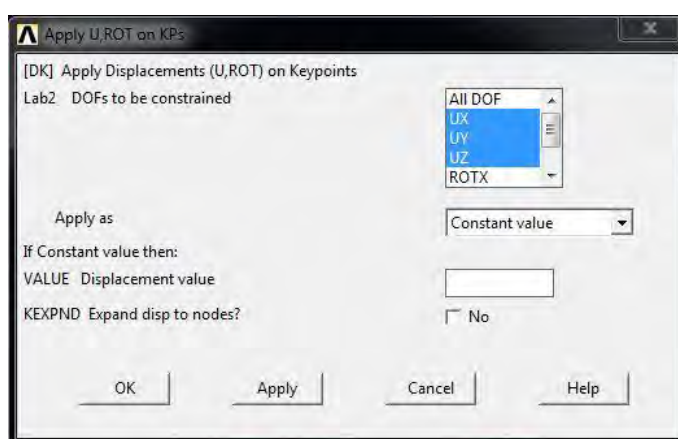 Apply U,ROT on KPs
[DK] Apply Displacements (U,ROT) on Keypoints
Lab2 DOFs to be constrained
All DOF
UX
UY
UZ
ROTX
Apply as
Constant value
If Constant value then:
VALUE Displacement value
KEXPND Expand disp to nodes?
No
OK Apply Cancel Help